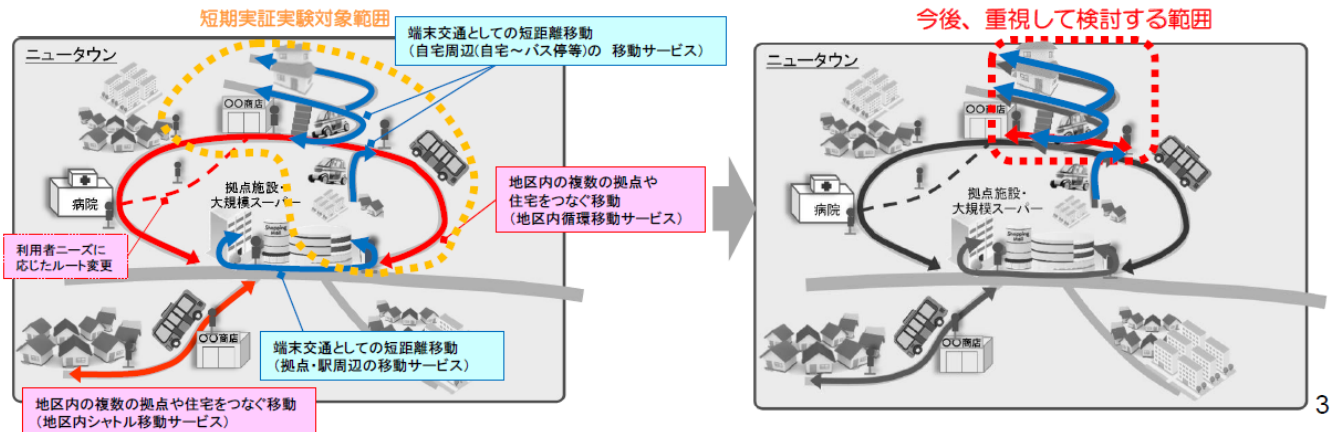 短期実証実験対象範囲
ニュータウン
端末交通としての短距離移動
(自宅周辺(自宅～バス停等)の 移動サービス)
〇〇商店
病院
拠点施設・
大規模スーパー
Shopping
Mall
地区内の複数の拠点や
住宅をつなぐ移動
(地区内循環移動サービス)
利用者ニーズに
応じたルート変更
〇〇商店
端末交通としての短距離移動
(拠点・駅周辺の移動サービス)
地区内の複数の拠点や住宅をつなぐ移動
(地区内シャトル移動サービス)
今後、重視して検討する範囲
ニュータウン
〇〇商店
病院
拠点施設・
大規模スーパー
Shopping
Mall
〇〇商店
3